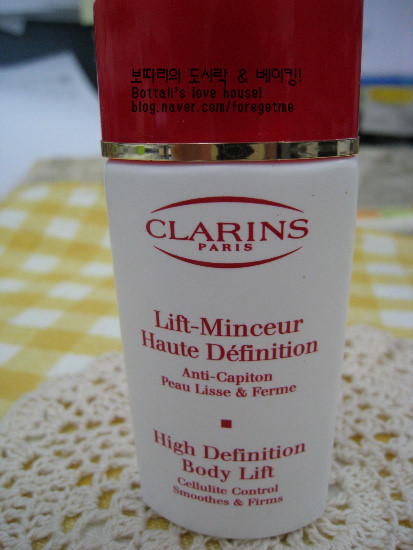 보따리의 도시락 & 베이킹!!
Bottali's love house!
blog.naver.com/foregetme
CLARINS
PARIS
Lift-Minceur
Haute Définition
Anti-Capiton
Peau Lisse & Ferme
High Definition
Body Lift
Cellulite Control
Smoothes & Firms